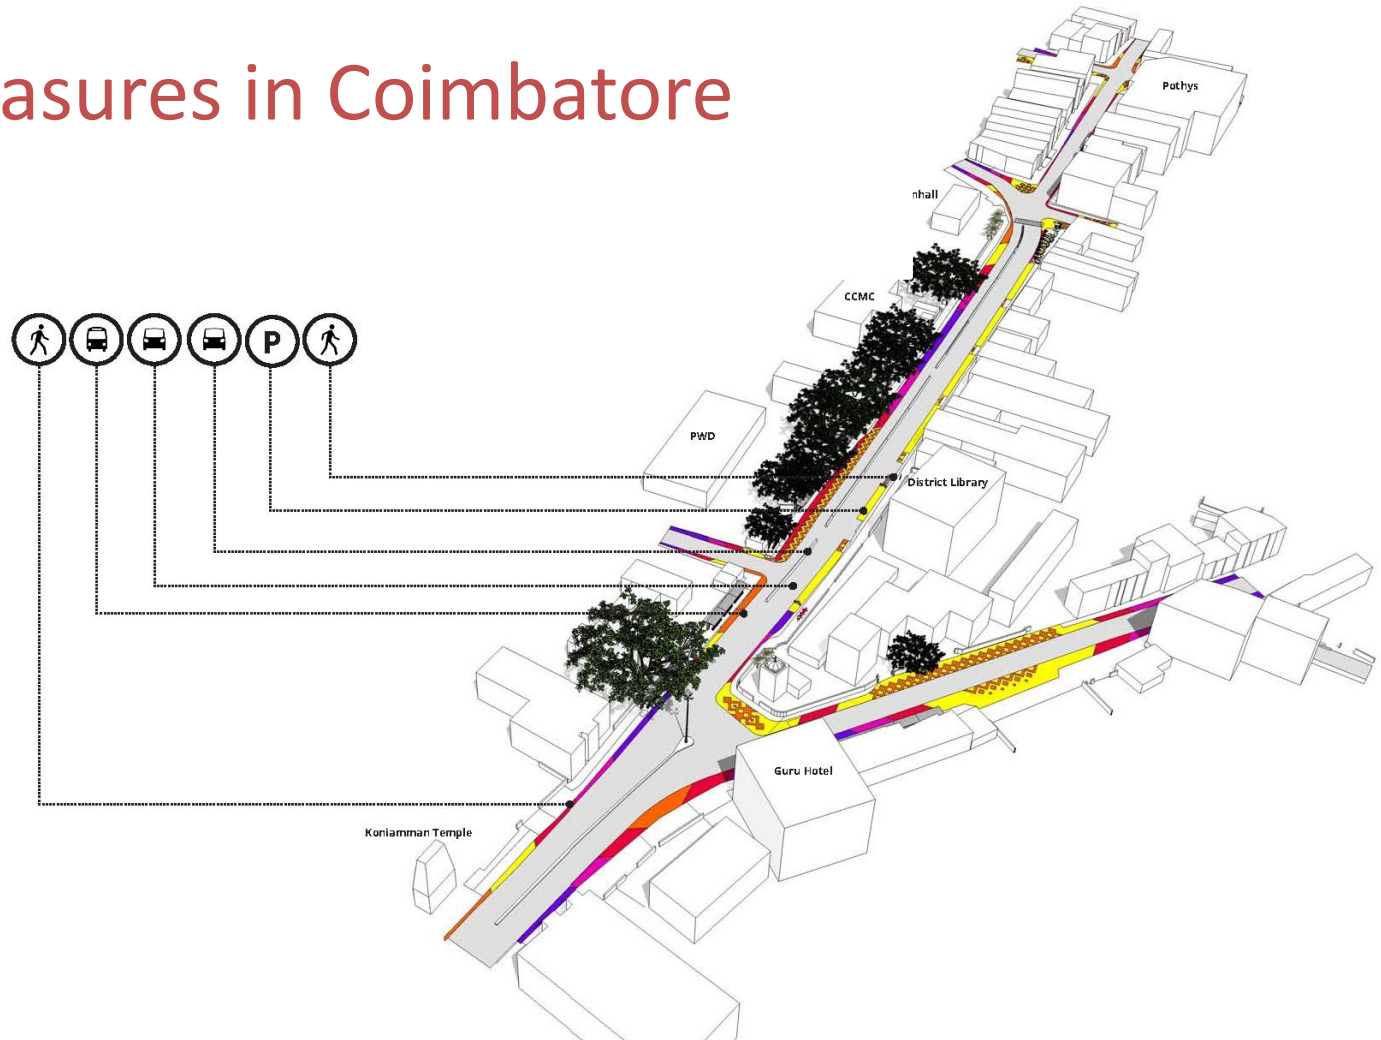 asures in Coimbatore
Pothys
nhall
CCMC
P
PWD
District Library
Guru Hotel
Koniamman Temple